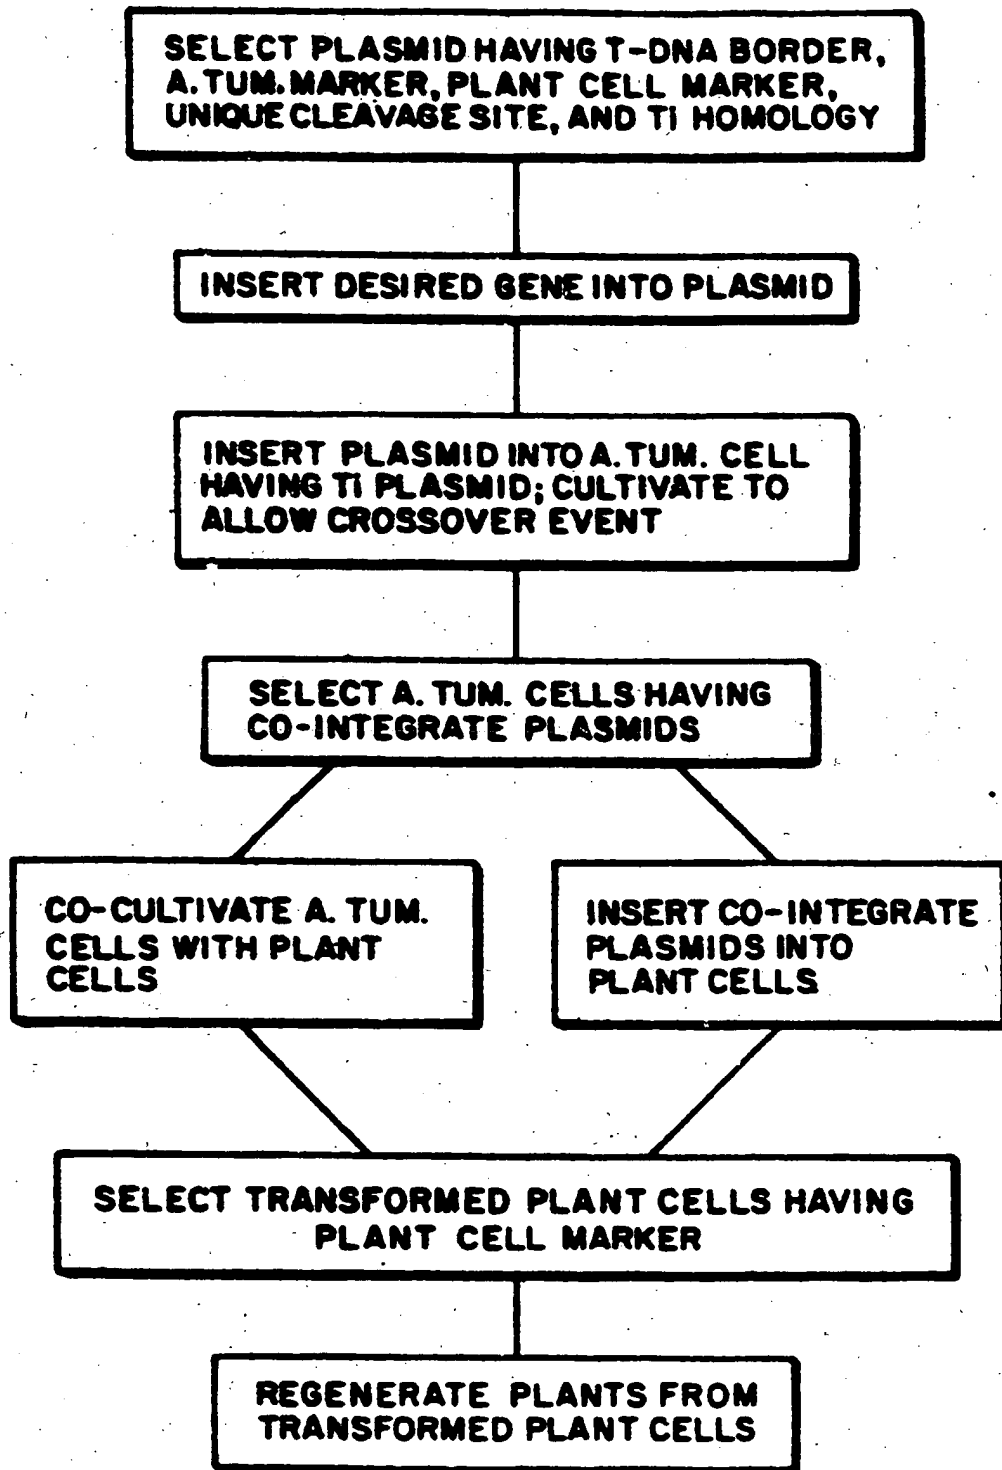 SELECT PLASMID HAVING T-DNA BORDER,
A. TUM. MARKER, PLANT CELL MARKER,
UNIQUE CLEAVAGE SITE, AND Ti HOMOLOGY
INSERT DESIRED GENE INTO PLASMID
INSERT PLASMID INTO A. TUM. CELL
HAVING Ti PLASMID; CULTIVATE TO
ALLOW CROSSOVER EVENT
SELECT A. TUM. CELLS HAVING
CO-INTEGRATE PLASMIDS
CO-CULTIVATE A. TUM.
CELLS WITH PLANT
CELLS
INSERT CO-INTEGRATE
PLASMIDS INTO
PLANT CELLS
SELECT TRANSFORMED PLANT CELLS HAVING
PLANT CELL MARKER
REGENERATE PLANTS FROM
TRANSFORMED PLANT CELLS